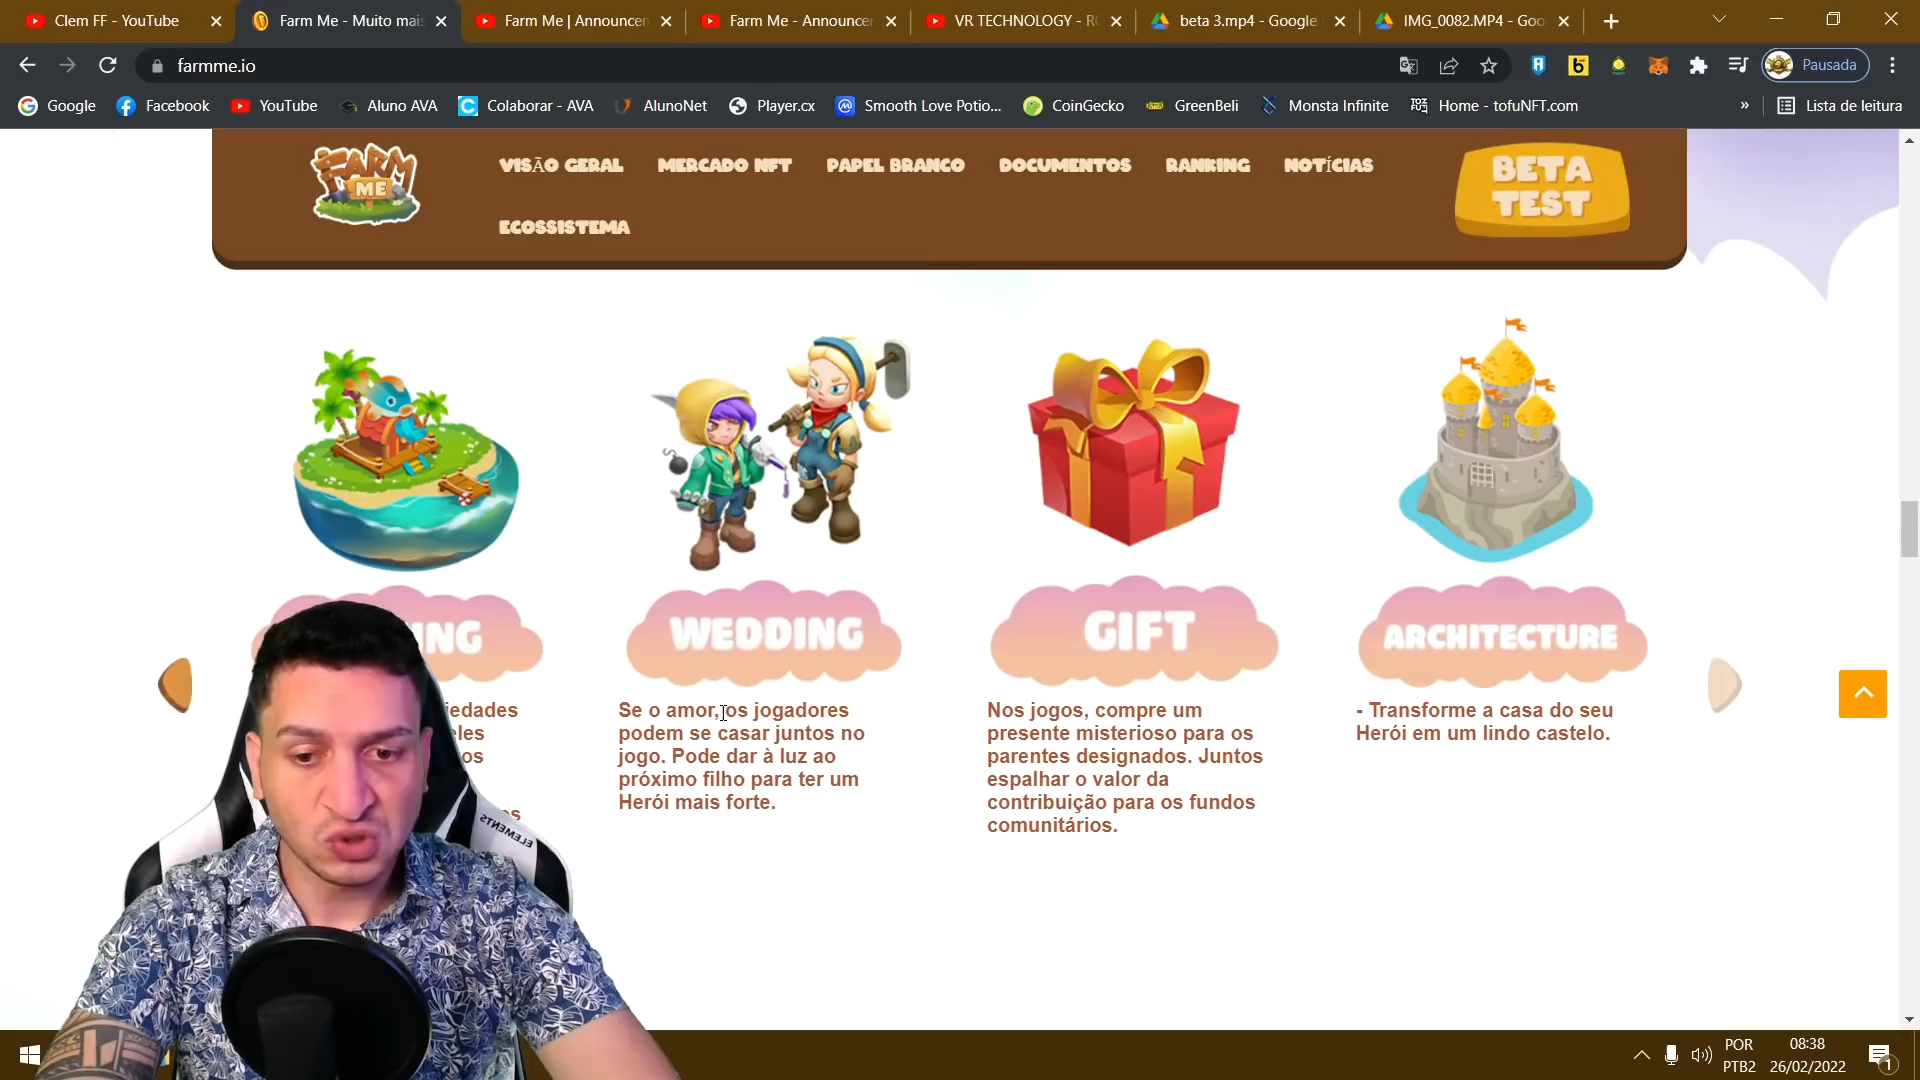 Clem FF - YouTube
Farm Me - Muito mais
Farm Me | Announcem
Farm Me - Announcem
VR TECHNOLOGY - R
beta 3.mp4 - Google
IMG_0082.MP4 - Goo
farmme.io
Pausada
Google
Facebook
YouTube
Aluno AVA
Colaborar - AVA
AlunoNet
Player.cx
Smooth Love Potio...
CoinGecko
GreenBeli
Monsta Infinite
Home - tofuNFT.com
»
Lista de leitura
FARM
ME
VISÃO GERAL
MERCADO NFT
PAPEL BRANCO
DOCUMENTOS
RANKING
NOTÍCIAS
ECOSSISTEMA
BETA
TEST
NG
WEDDING
GIFT
ARCHITECTURE
iedades
eles
os
os
Se o amor, os jogadores
podem se casar juntos no
jogo. Pode dar à luz ao
próximo filho para ter um
Herói mais forte.
Nos jogos, compre um
presente misterioso para os
parentes designados. Juntos
espalhar o valor da
contribuição para os fundos
comunitários.
- Transforme a casa do seu
Herói em um lindo castelo.
ELEMENTS
POR
PTB2
08:38
26/02/2022
1